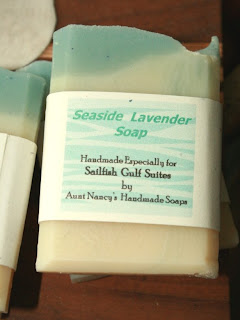 Seaside Lavender
Soap
Handmade Especially for
Sailfish Gulf Suites
by
Aunt Nancy's Handmade Soaps